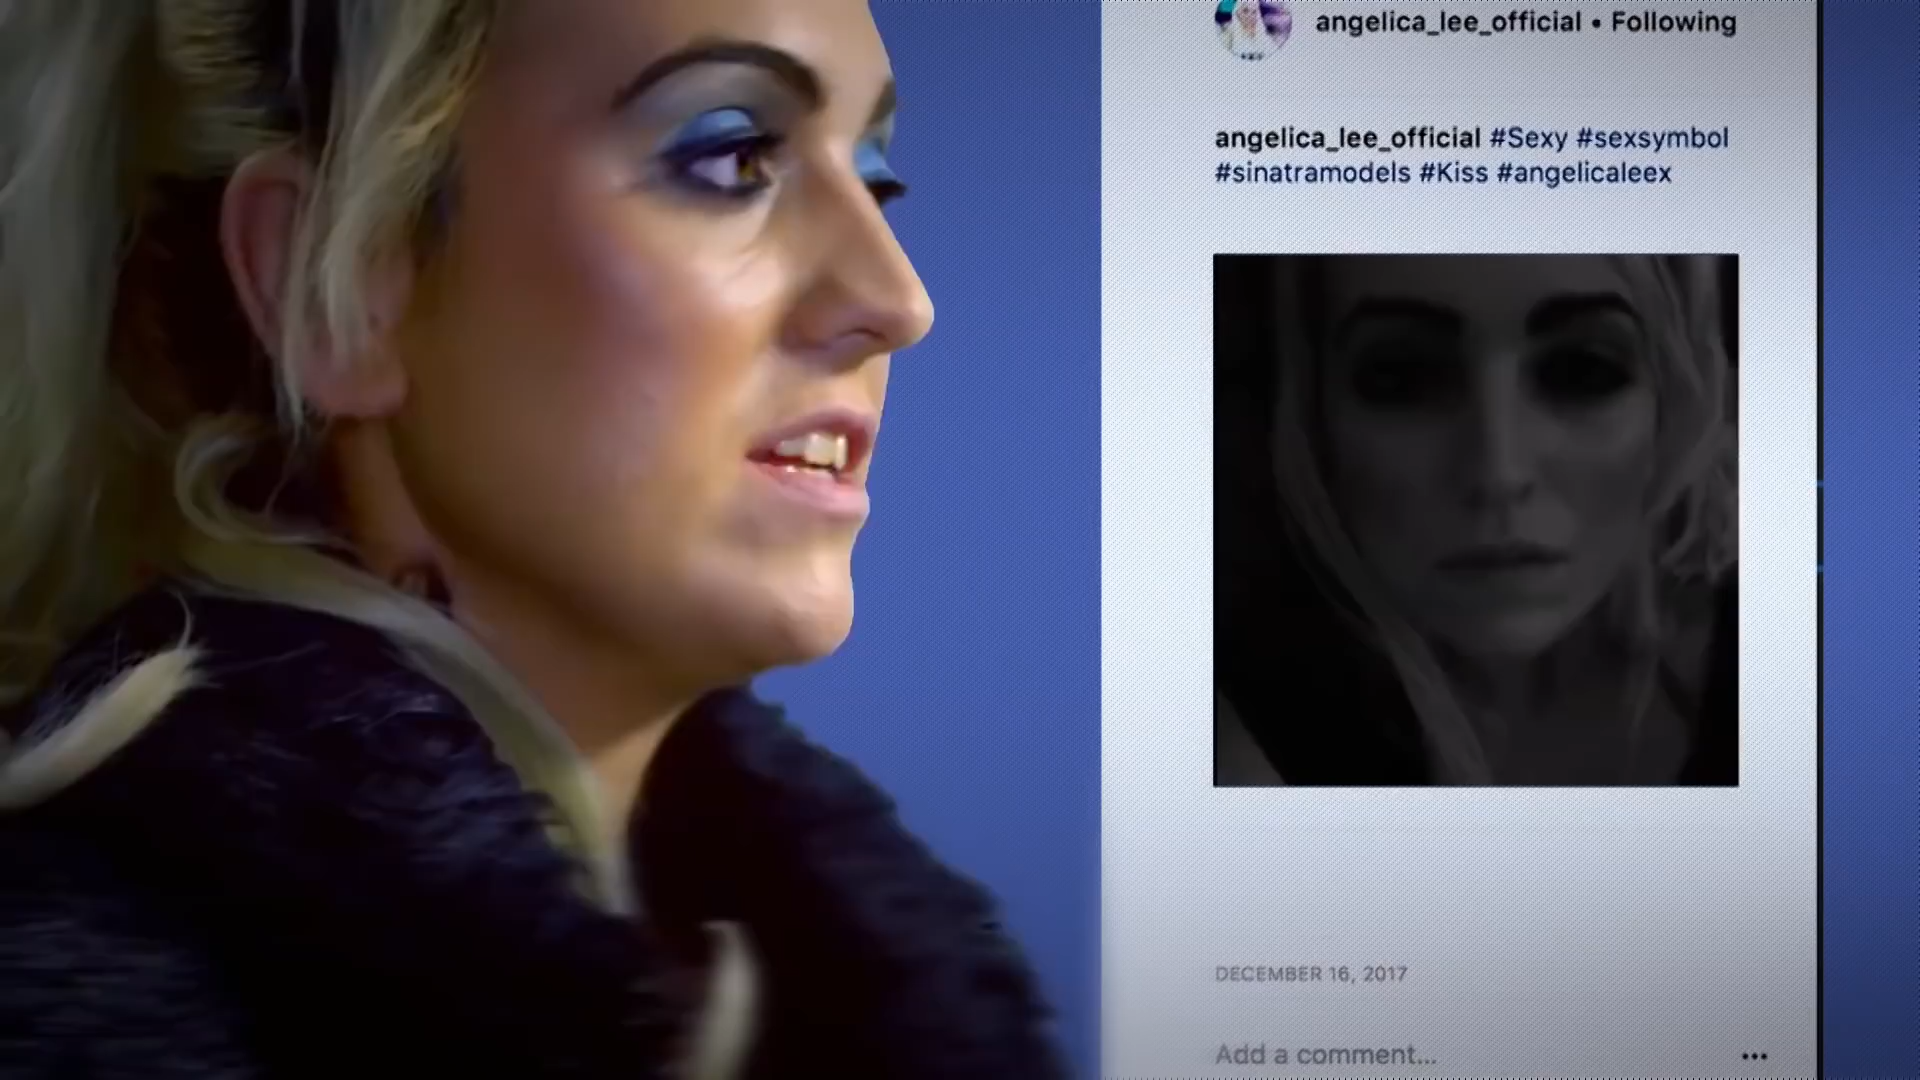 angelica_lee_official • Following
angelica_lee_official #Sexy #sexsymbol
#sinatramodels #Kiss #angelicaleex
DECEMBER 16, 2017
Add a comment...